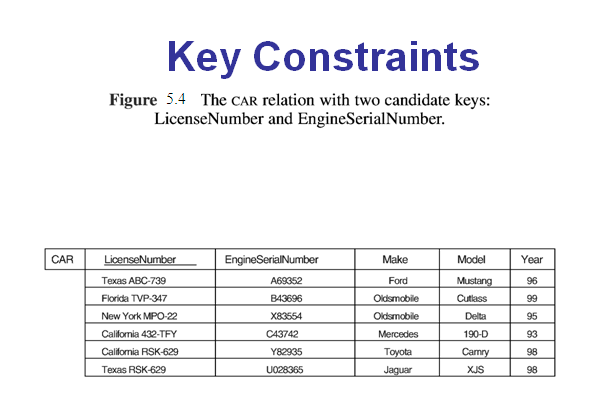 Key Constraints
Figure 5.4 The CAR relation with two candidate keys:
LicenseNumber and EngineSerialNumber.
CAR LicenseNumber EngineSerialNumber Make Model Year
Texas ABC-739 A69352 Ford Mustang 96
Florida TVP-347 B43696 Oldsmobile Cutlass 99
New York MPO-22 X83554 Oldsmobile Delta 95
California 432-TFY C43742 Mercedes 190-D 93
California RSK-629 Y82935 Toyota Camry 98
Texas RSK-629 U028365 Jaguar XJS 98